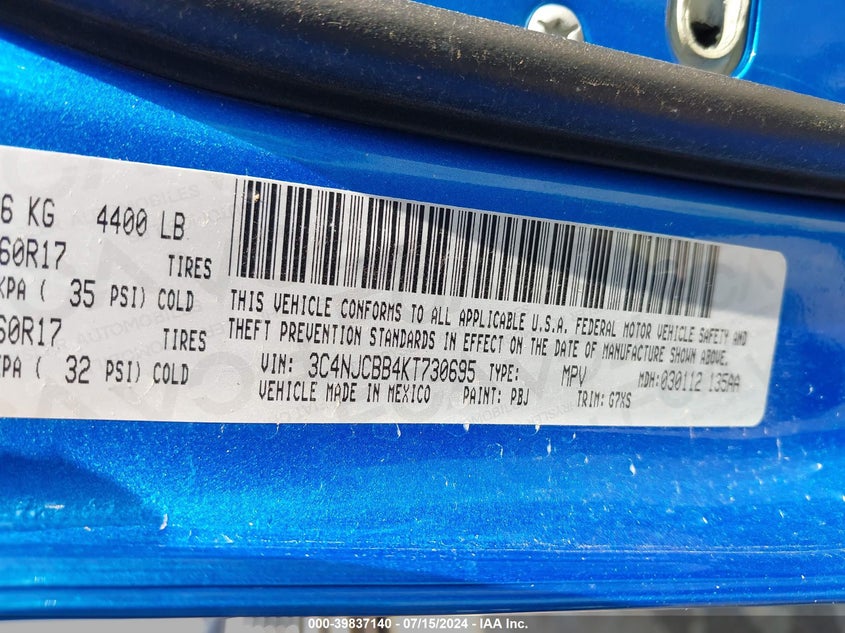 6 KG 4400 LB
60R17 TIRES
KPA ( 35 PSI) COLD
60R17 TIRES
KPA ( 32 PSI) COLD
THIS VEHICLE CONFORMS TO ALL APPLICABLE U.S.A. FEDERAL MOTOR VEHICLE SAFETY AND
THEFT PREVENTION STANDARDS IN EFFECT ON THE DATE OF MANUFACTURE SHOWN ABOVE.
VIN: 3C4NJCBB4KT730695 TYPE: MPV MDH: 030112 135AA
VEHICLE MADE IN MEXICO PAINT: PBJ TRIM: G7XS
000-39837140 - 07/15/2024 - IAA Inc.